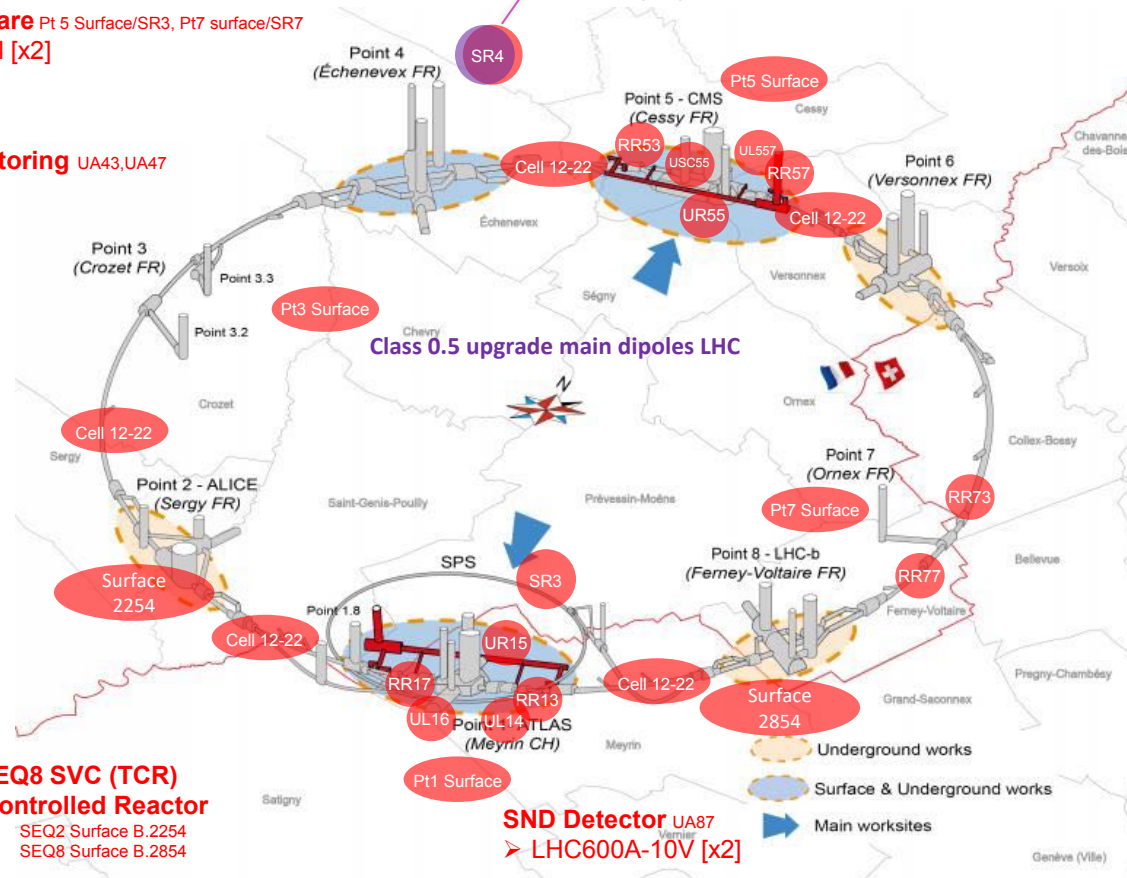 are Pt 5 Surface/SR3, Pt7 surface/SR7
[x2]
SR4
Point 4
(Échenevex FR)
Pt5 Surface
Cessy
Point 5 - CMS
(Cessy FR)
Chavanne
des-Bois
toring UA43,UA47
RR53
USC55
UL557
RR57
Cell 12-22
Point 6
(Versonnex FR)
UR55
Cell 12-22
Échenevex
Point 3
(Crozet FR)
Point 3.3
Versonnex
Versoix
Ségny
Pt3 Surface
Point 3.2
Chevry
Class 0.5 upgrade main dipoles LHC
N
Crozet
Ornex
Cell 12-22
Sergy
Collex-Bossy
Point 7
(Ornex FR)
Point 2 - ALICE
(Sergy FR)
Saint-Genis-Pouilly
Prévessin-Moëns
Pt7 Surface
RR73
Point 8 - LHC-b
(Ferney-Voltaire FR)
Bellevue
SPS
SR3
RR77
Surface
2254
Point 1.8
Ferney-Voltaire
Cell 12-22
UR15
Pregny-Chambésy
RR17
RR13
Cell 12-22
Surface
2854
Grand-Saconnex
UL16
UL14
ATLAS
(Meyrin CH)
Meyrin
Underground works
Pt1 Surface
EQ8 SVC (TCR)
ontrolled Reactor
Surface & Underground works
Satigny
SEQ2 Surface B.2254
SEQ8 Surface B.2854
SND Detector UA87
Vernier
➢ LHC600A-10V [x2]
Main worksites
Genève (Ville)